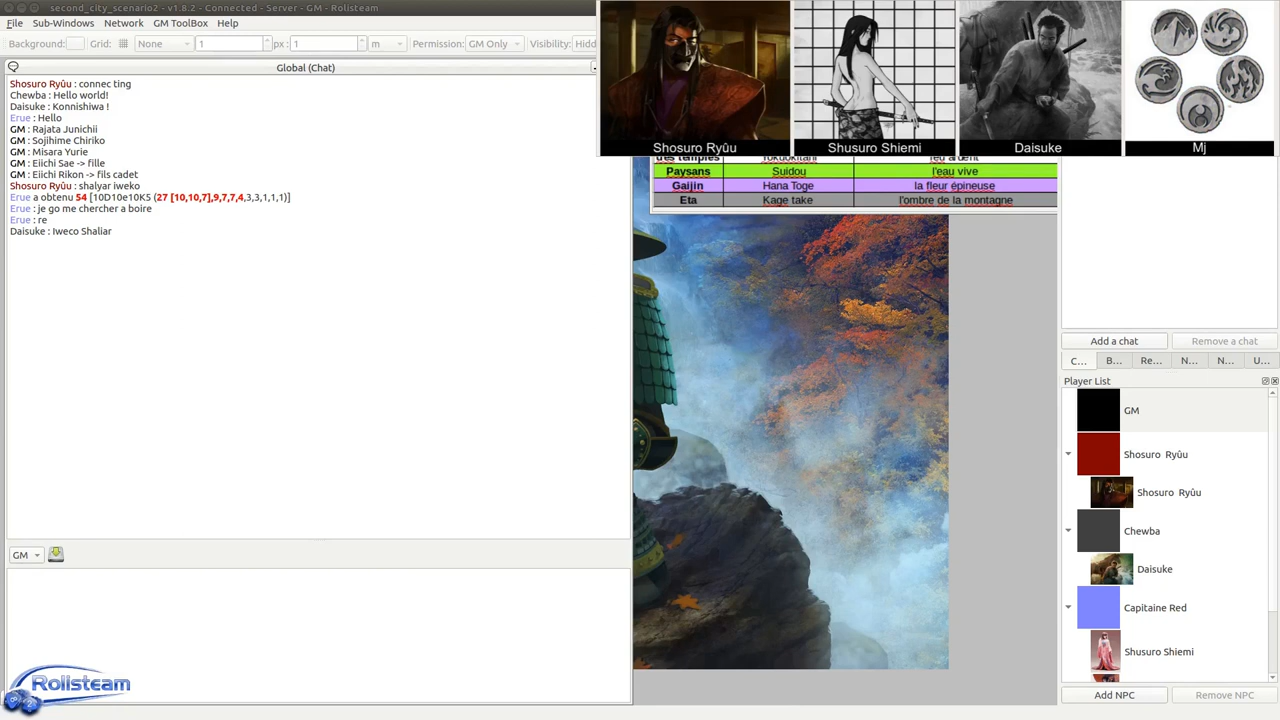 second_city_scenario2 - v1.8.2 - Connected - Server - GM - Rolisteam
File Sub-Windows Network GM ToolBox Help
Background: Grid: None 1 px : 1 m Permission: GM Only Visibility: Hidd
Global (Chat)
Shosuro Ryûu : connec ting
Chewba : Hello world!
Daisuke : Konnishiwa !
Erue : Hello
GM : Rajata Junichii
GM : Sojihime Chiriko
GM : Misara Yurie
GM : Eiichi Sae -> fille
GM : Eiichi Rikon -> fils cadet
Shosuro Ryûu : shalyar iweko
Erue a obtenu 54 [10D10e10K5 (27 [10,10,7],9,7,7,4,3,3,1,1,1)]
Erue : je go me chercher a boire
Erue : re
Daisuke : Iweco Shaliar
GM
Rolisteam
Shosuro Ryûu
Shusuro Shiemi
Daisuke
Mj
des temples Yokuokitani feu ardent
Paysans Suidou l'eau vive
Gaijin Hana Toge la fleur épineuse
Eta Kage take l'ombre de la montagne
Add a chat Remove a chat
C... B... Re... N... N... U...
Player List
GM
Shosuro Ryûu
Shosuro Ryûu
Chewba
Daisuke
Capitaine Red
Shusuro Shiemi
Add NPC Remove NPC